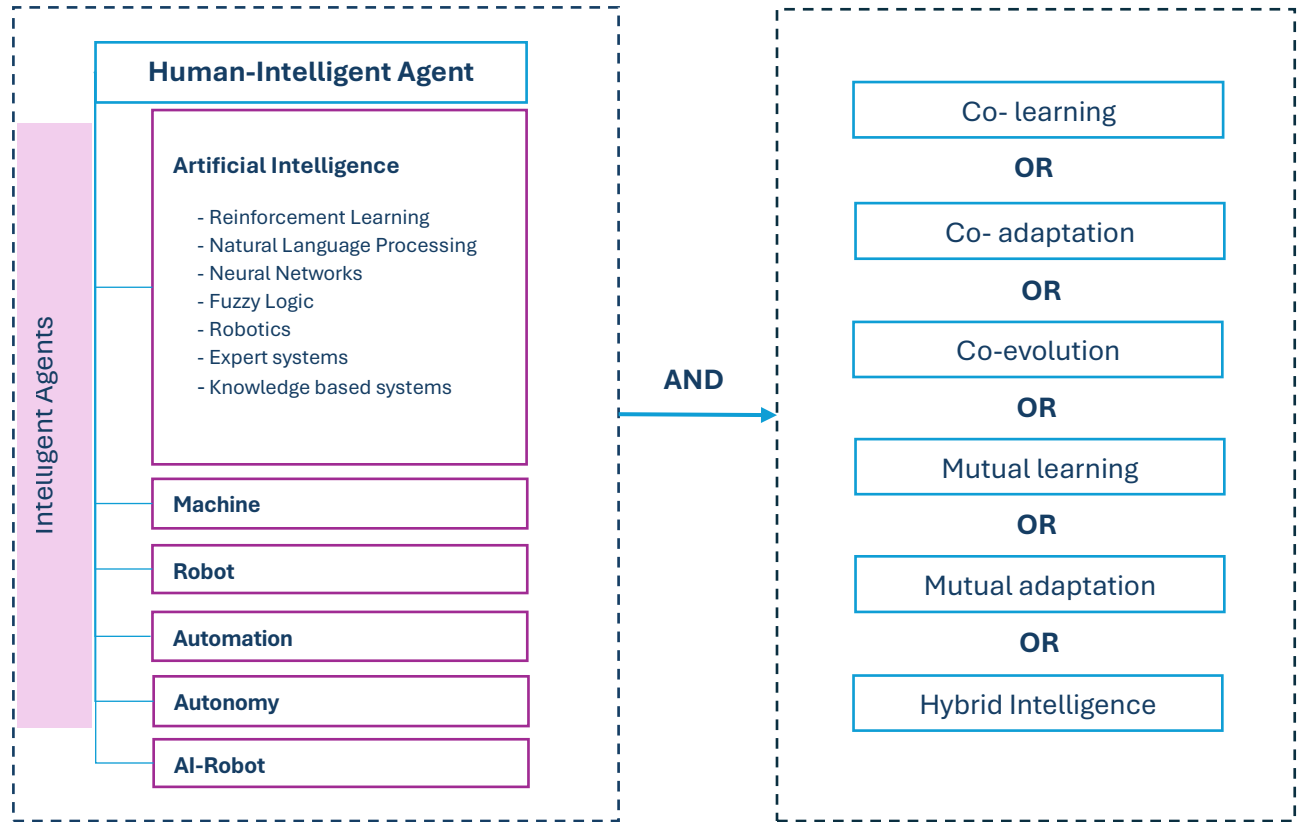 Human-Intelligent Agent
Intelligent Agents
Artificial Intelligence
- Reinforcement Learning
- Natural Language Processing
- Neural Networks
- Fuzzy Logic
- Robotics
- Expert systems
- Knowledge based systems
Machine
Robot
Automation
Autonomy
AI-Robot
AND
Co- learning
OR
Co- adaptation
OR
Co-evolution
OR
Mutual learning
OR
Mutual adaptation
OR
Hybrid Intelligence